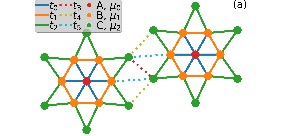 (a)
t₀ t₃ A, μ₀
t₁ t₄ B, μ₁
t₂ t₅ C, μ₂